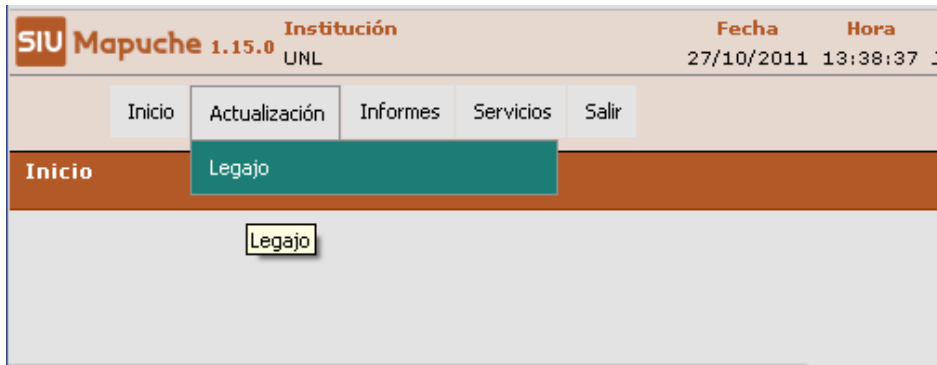 SIU Mapuche 1.15.0 Institución Fecha Hora
UNL 27/10/2011 13:38:37
Inicio Actualización Informes Servicios Salir
Inicio Legajo
Legajo